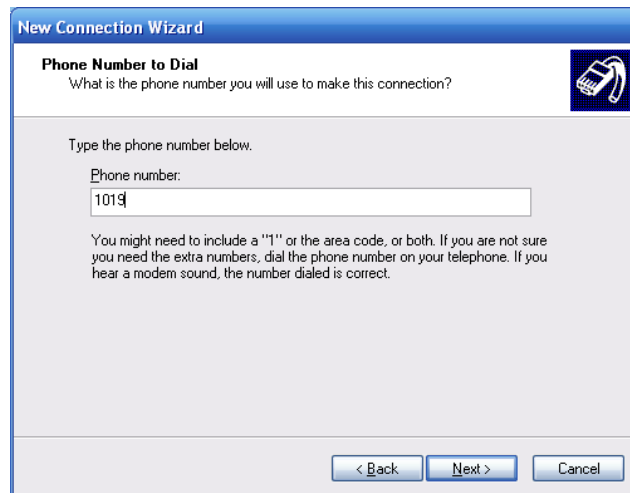 New Connection Wizard
Phone Number to Dial
What is the phone number you will use to make this connection?
Type the phone number below.
Phone number:
1019
You might need to include a "1" or the area code, or both. If you are not sure
you need the extra numbers, dial the phone number on your telephone. If you
hear a modem sound, the number dialed is correct.
< Back Next > Cancel